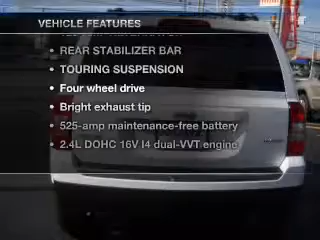 VEHICLE FEATURES
REAR STABILIZER BAR
TOURING SUSPENSION
Four wheel drive
Bright exhaust tip
525-amp maintenance-free battery
2.4L DOHC 16V I4 dual-VVT engine